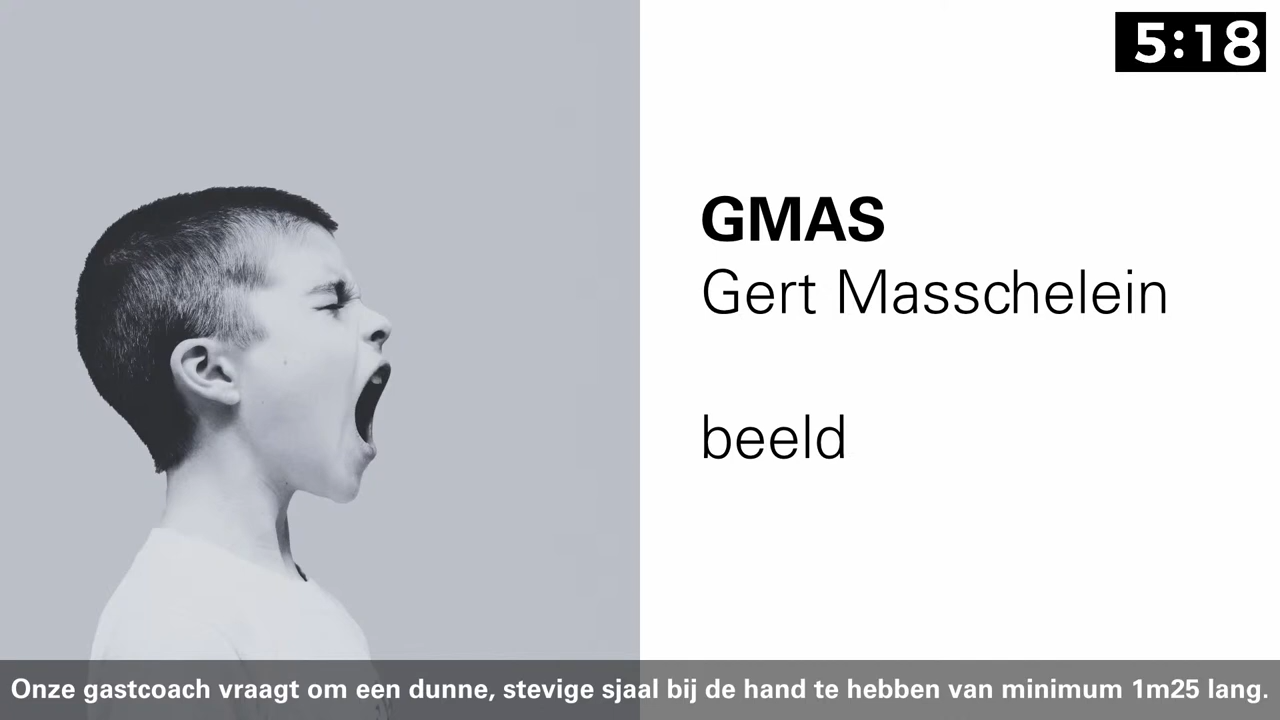 5:18
GMAS
Gert Masschelein
beeld
Onze gastcoach vraagt om een dunne, stevige sjaal bij de hand te hebben van minimum 1m25 lang.